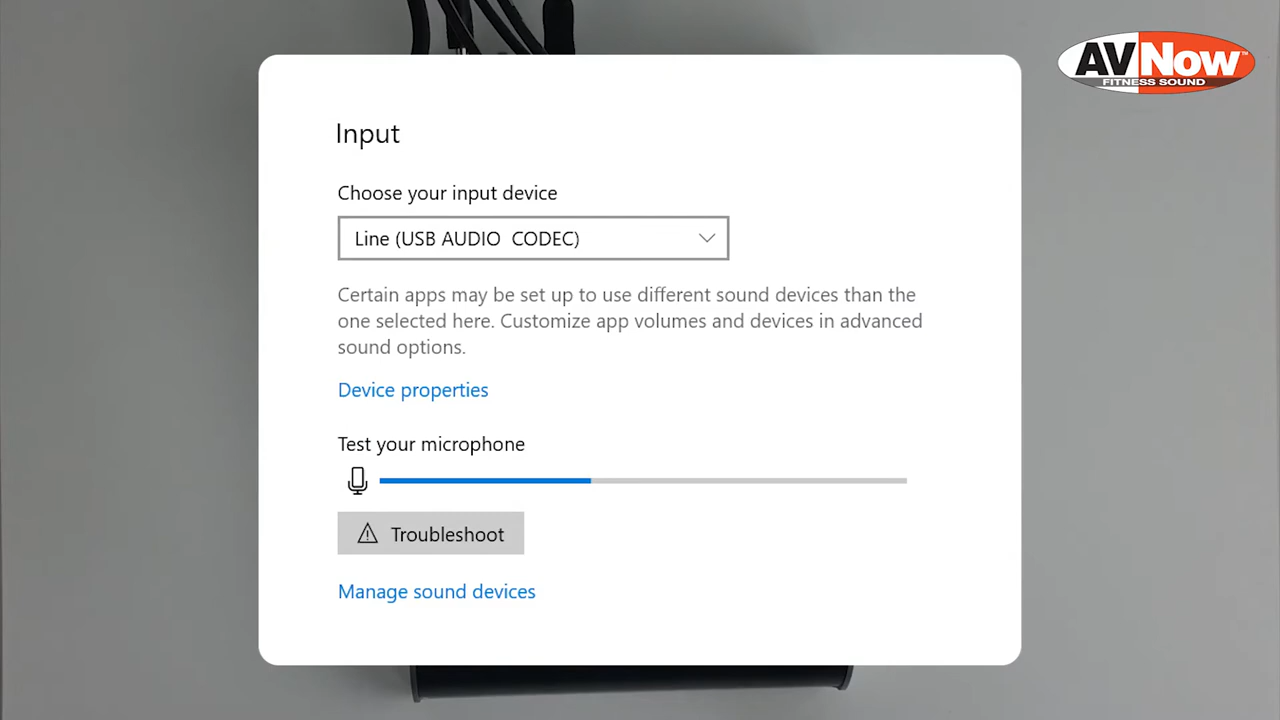 AVNow™
FITNESS SOUND
Input
Choose your input device
Line (USB AUDIO  CODEC)
Certain apps may be set up to use different sound devices than the
one selected here. Customize app volumes and devices in advanced
sound options.
Device properties
Test your microphone
Troubleshoot
Manage sound devices